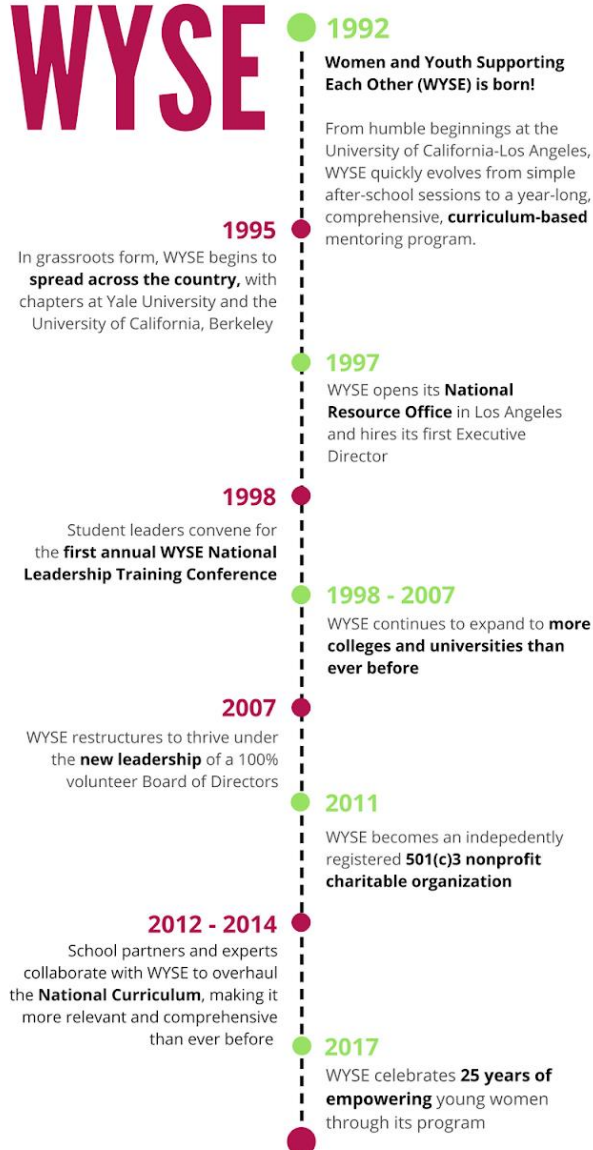 WYSE
1992
Women and Youth Supporting
Each Other (WYSE) is born!
From humble beginnings at the
University of California-Los Angeles,
WYSE quickly evolves from simple
after-school sessions to a year-long,
comprehensive, curriculum-based
mentoring program.
1995
In grassroots form, WYSE begins to
spread across the country, with
chapters at Yale University and the
University of California, Berkeley
1997
WYSE opens its National
Resource Office in Los Angeles
and hires its first Executive
Director
1998
Student leaders convene for
the first annual WYSE National
Leadership Training Conference
1998 - 2007
WYSE continues to expand to more
colleges and universities than
ever before
2007
WYSE restructures to thrive under
the new leadership of a 100%
volunteer Board of Directors
2011
WYSE becomes an indepedently
registered 501(c)3 nonprofit
charitable organization
2012 - 2014
School partners and experts
collaborate with WYSE to overhaul
the National Curriculum, making it
more relevant and comprehensive
than ever before
2017
WYSE celebrates 25 years of
empowering young women
through its program